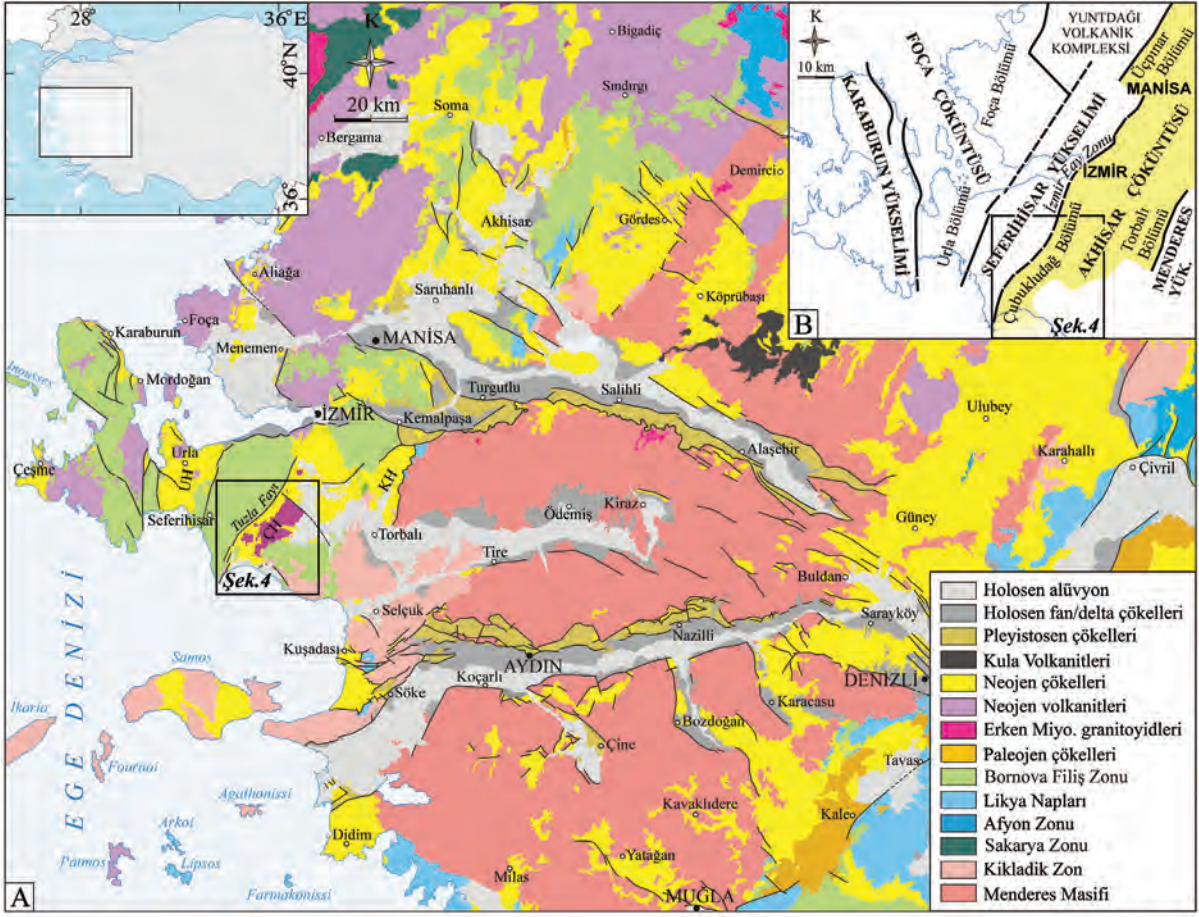 28°
36°E
40°N
36°
K
20 km
Bigadiç
Sındırgı
Soma
Bergama
Demirci
Akhisar
Gördes
Aliağa
Saruhanlı
Köprübaşı
Foça
Karaburun
Menemen
MANİSA
Inousses
Mordoğan
Turgutlu
Salihli
Ulubey
İZMİR
Kemalpaşa
Karahallı
Çeşme
Urla
UH
KH
Alaşehir
Çivril
Seferihisar
Tuzla Fayı
ÇH
Şek.4
Torbalı
Ödemiş
Kiraz
Güney
Tire
Buldan
Selçuk
Sarayköy
Nazilli
Kuşadası
AYDIN
DENİZLİ
Samos
Söke
Koçarlı
Karacasu
Bozdoğan
Ikaria
Çine
Tavas
Fournoi
EGE DENİZİ
Agathonissi
Kavaklıdere
Kale
Arkoi
Didim
Patmos
Lipsos
Yatağan
Milas
Farmakonissi
MUĞLA
A
K
10 km
YUNTDAĞI
VOLKANİK
KOMPLEKSİ
FOÇA ÇÖKÜNTÜSÜ
Foça Bölümü
Üçpınar
Bölümü
MANİSA
KARABURUN YÜKSELİMİ
SEFERİHİSAR YÜKSELİMİ
İzmir Fay Zonu
İZMİR
Urla Bölümü
AKHİSAR ÇÖKÜNTÜSÜ
Çubukludağ Bölümü
Torbalı
Bölümü
MENDERES
YÜK.
Şek.4
B
Holosen alüvyon
Holosen fan/delta çökelleri
Pleyistosen çökelleri
Kula Volkanitleri
Neojen çökelleri
Neojen volkanitleri
Erken Miyo. granitoyidleri
Paleojen çökelleri
Bornova Filiş Zonu
Likya Napları
Afyon Zonu
Sakarya Zonu
Kikladik Zon
Menderes Masifi